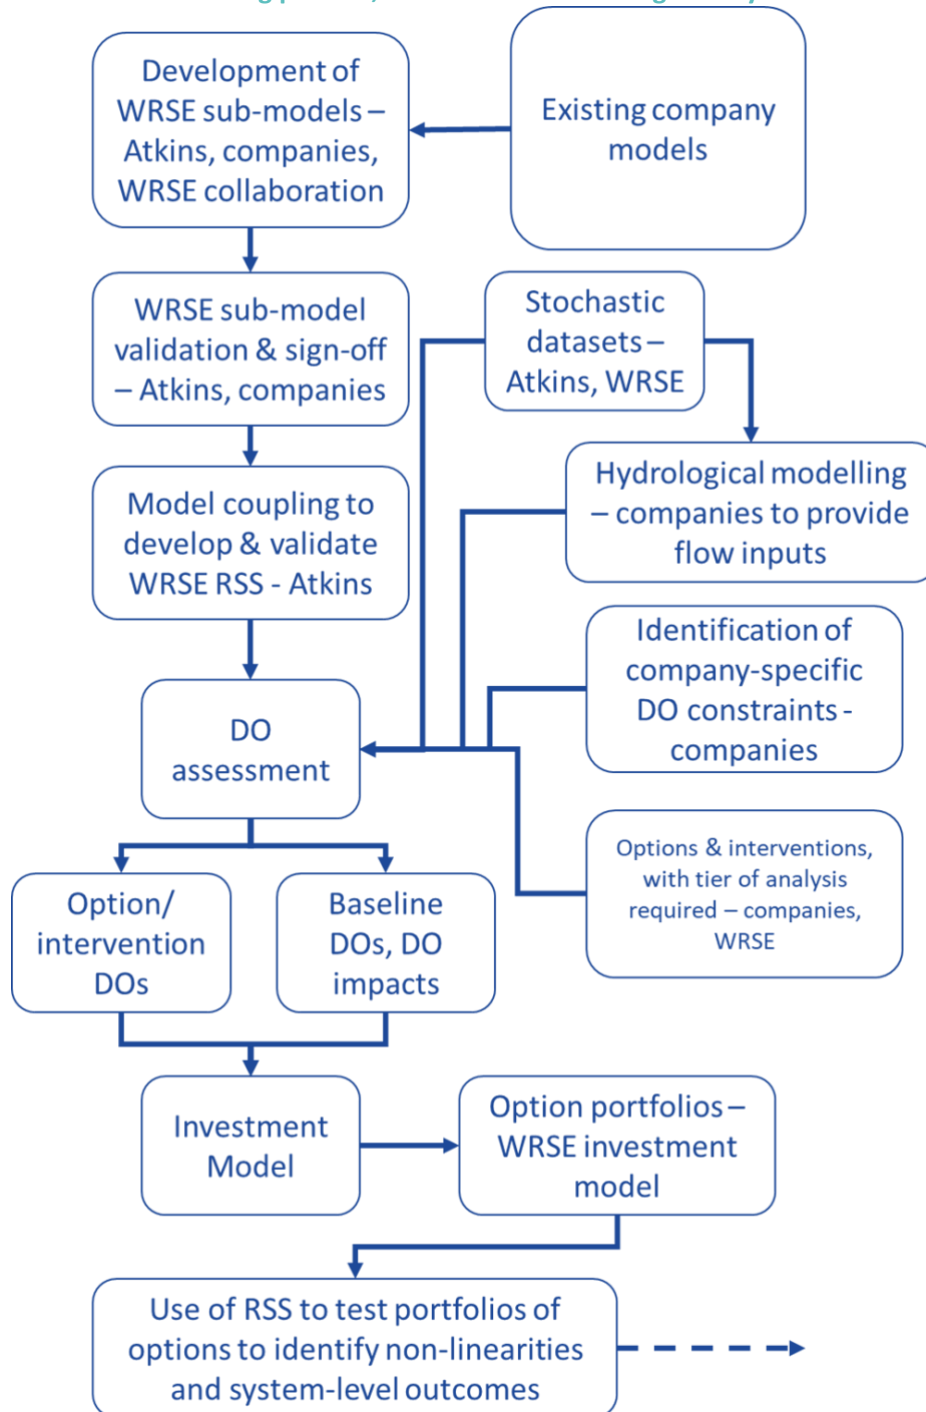 Development of
WRSE sub-models –
Atkins, companies,
WRSE collaboration
Existing company
models
WRSE sub-model
validation & sign-off
– Atkins, companies
Stochastic
datasets –
Atkins, WRSE
Model coupling to
develop & validate
WRSE RSS - Atkins
Hydrological modelling
– companies to provide
flow inputs
Identification of
company-specific
DO constraints -
companies
DO
assessment
Options & interventions,
with tier of analysis
required – companies,
WRSE
Option/
intervention
DOs
Baseline
DOs, DO
impacts
Investment
Model
Option portfolios –
WRSE investment
model
Use of RSS to test portfolios of
options to identify non-linearities
and system-level outcomes